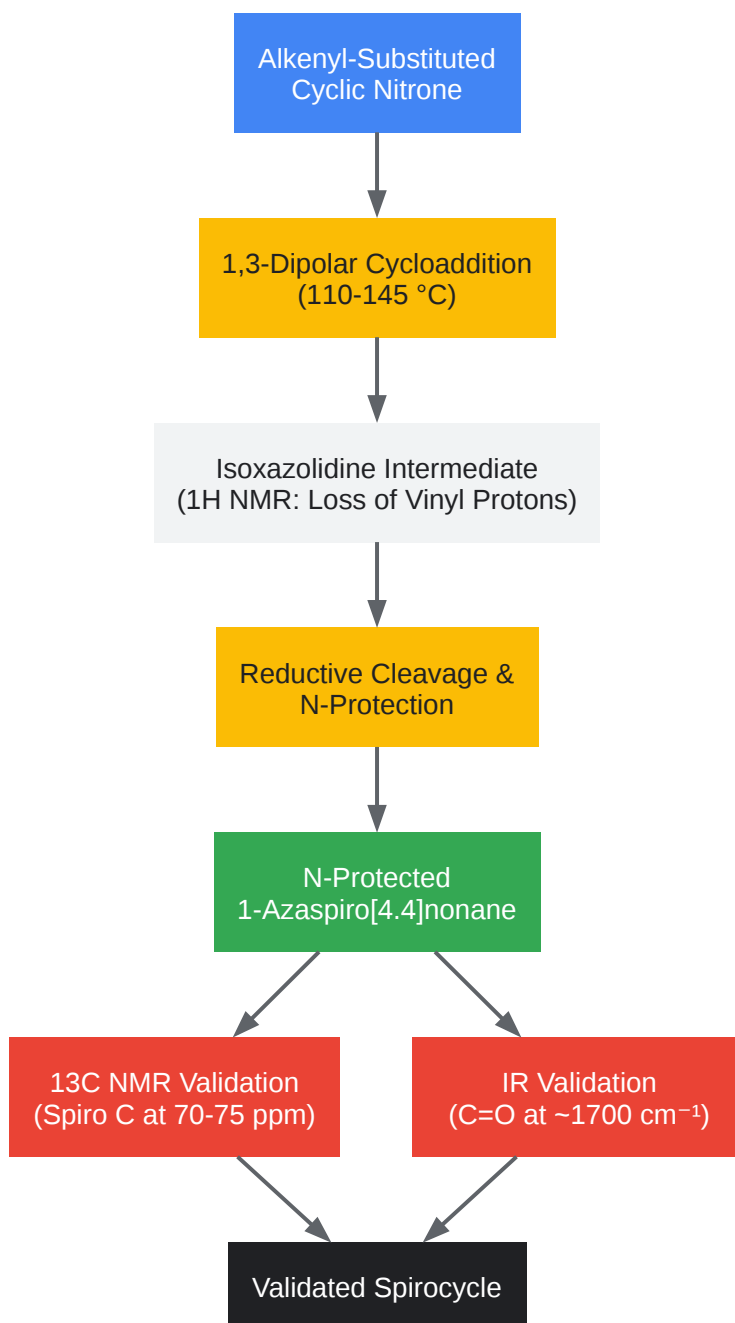 Alkenyl-Substituted
Cyclic Nitrone
1,3-Dipolar Cycloaddition
(110-145 °C)
Isoxazolidine Intermediate
(1H NMR: Loss of Vinyl Protons)
Reductive Cleavage &
N-Protection
N-Protected
1-Azaspiro[4.4]nonane
13C NMR Validation
(Spiro C at 70-75 ppm)
IR Validation
(C=O at ~1700 cm⁻¹)
Validated Spirocycle